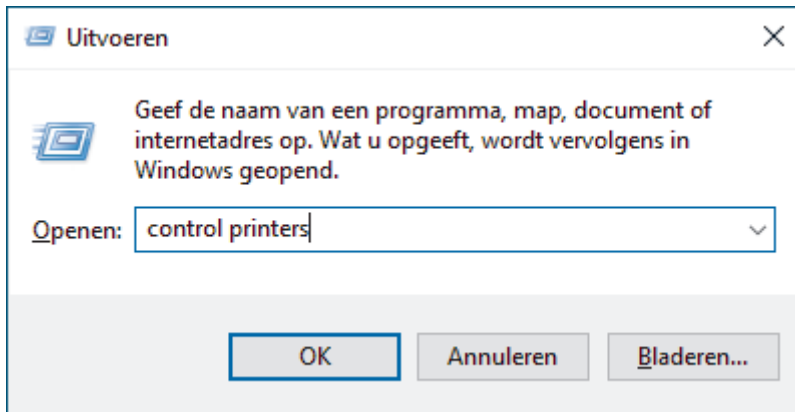 Uitvoeren
Geef de naam van een programma, map, document of
internetadres op. Wat u opgeeft, wordt vervolgens in
Windows geopend.
Openen: control printers
OK Annuleren Bladeren...